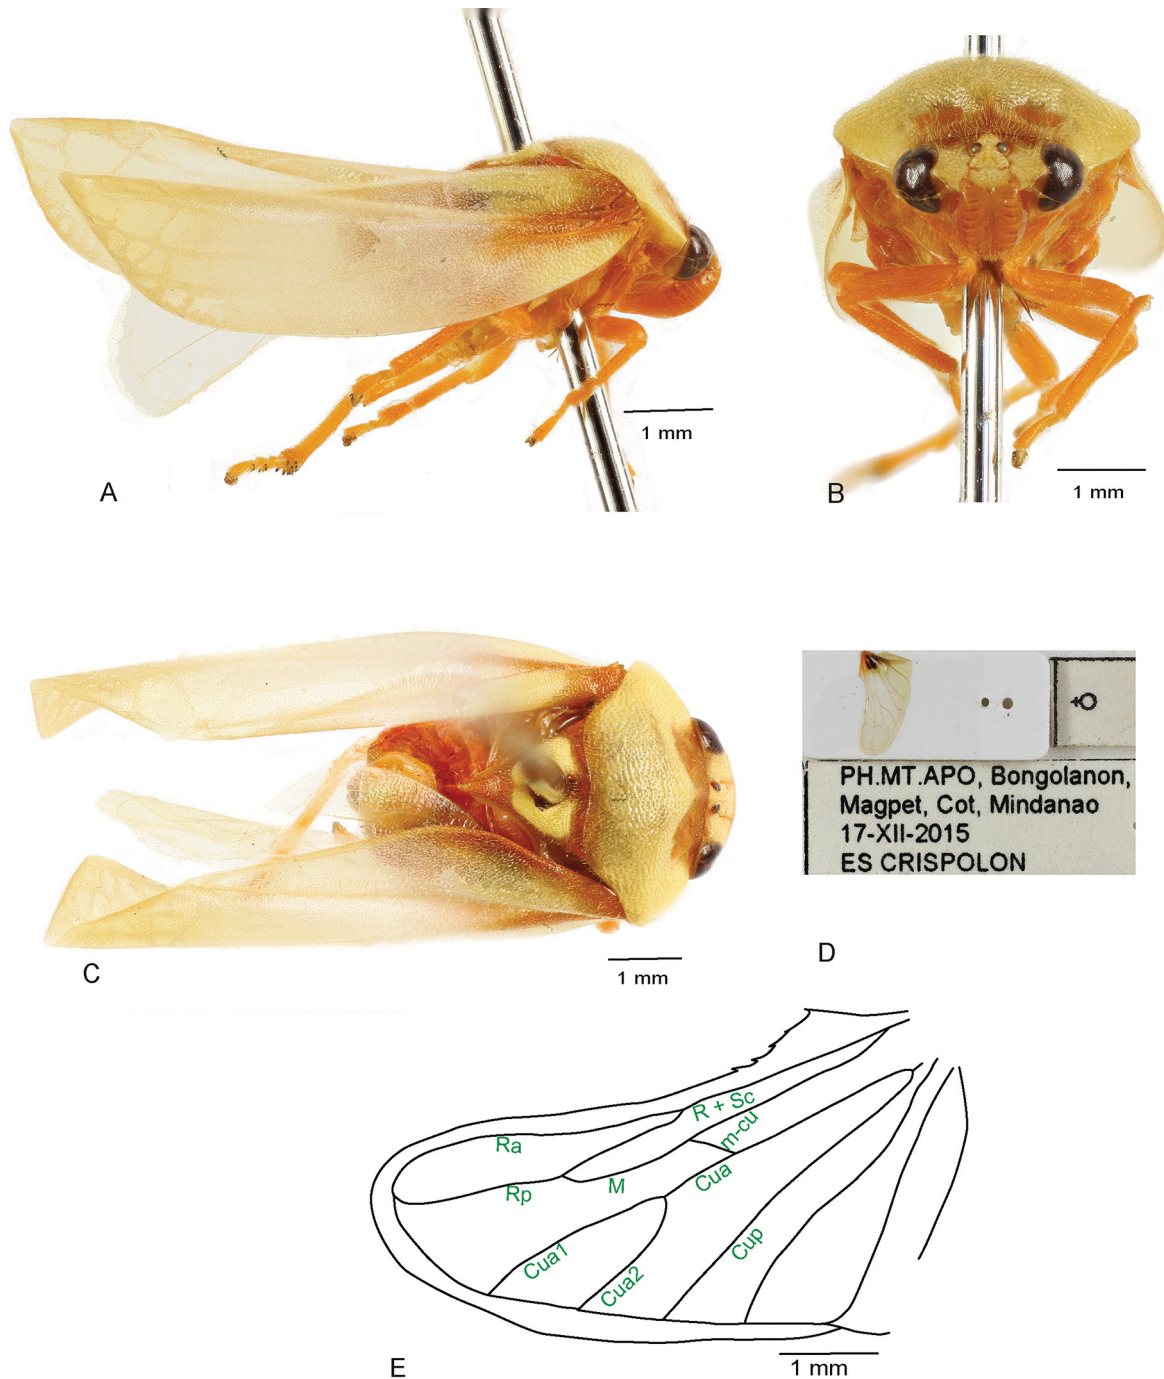 1 mm
A
1 mm
B
1 mm
C
♀
PH.MT.APO, Bongolanon,
Magpet, Cot, Mindanao
17-XII-2015
ES CRISPOLON
D
R + Sc
m-cu
Ra
Rp
M
Cua
Cua1
Cua2
Cup
1 mm
E